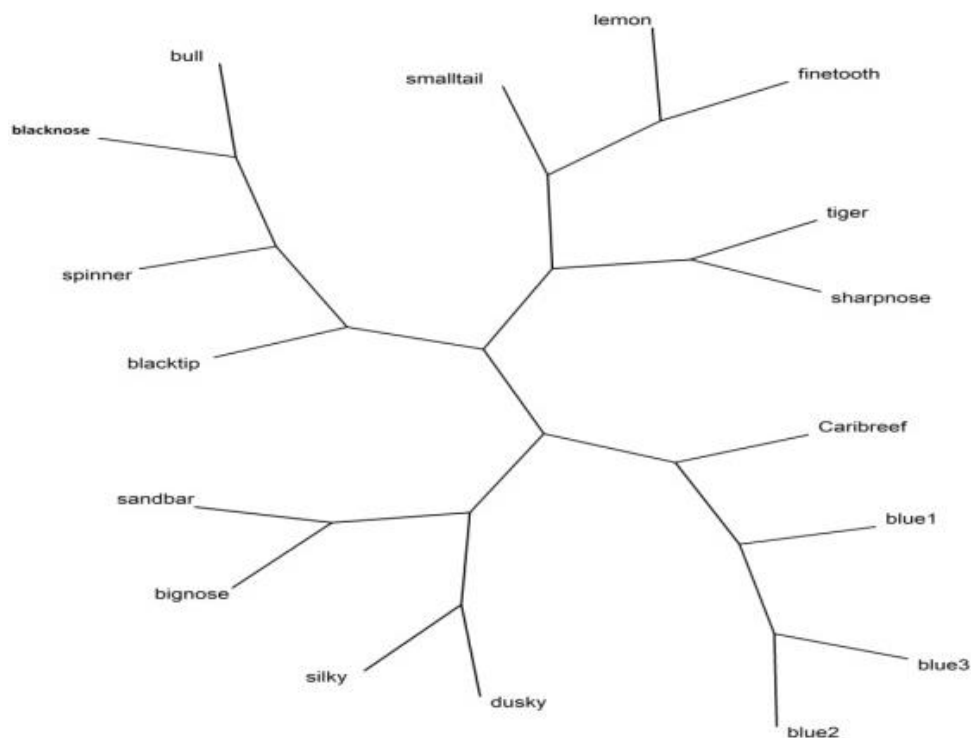 lemon
bull
smalltail
finetooth
blacknose
tiger
spinner
sharpnose
blacktip
Caribreef
sandbar
blue1
bignose
blue3
silky
dusky
blue2